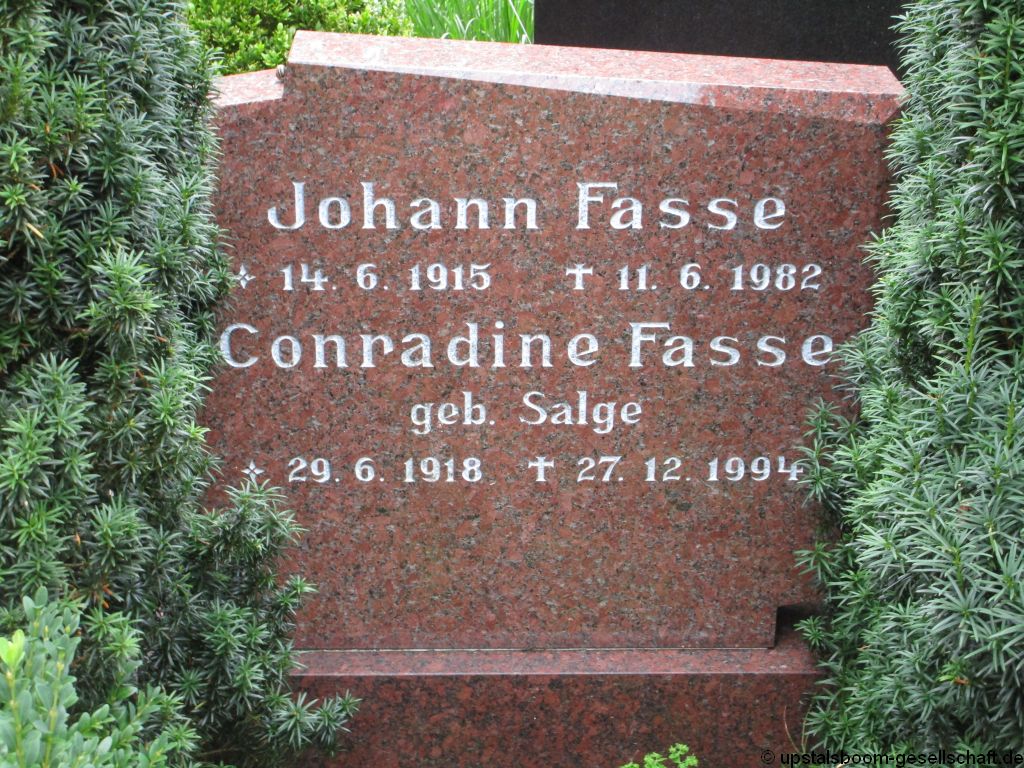 Johann Fasse
✧ 14. 6. 1915 ✝ 11. 6. 1982
Conradine Fasse
geb. Salge
✧ 29. 6. 1918 ✝ 27. 12. 1994
© upstalsboom-gesellschaft.de